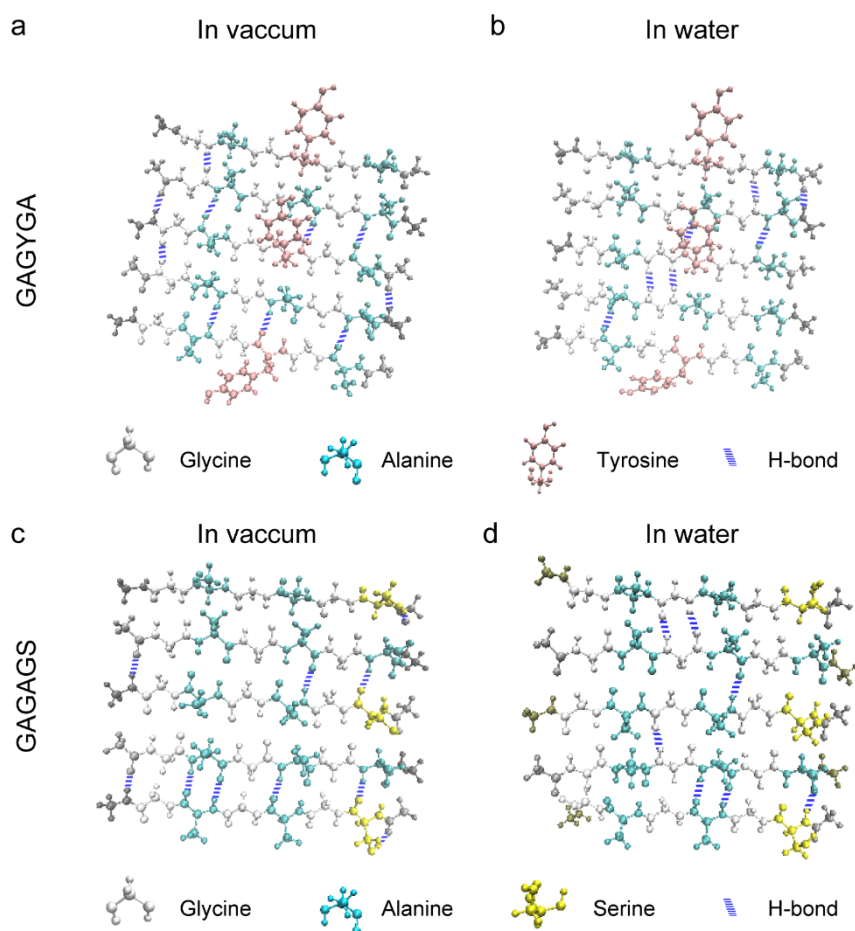 a In vaccum b In water
GAGYGA
Glycine Alanine Tyrosine H-bond
c In vaccum d In water
GAGAGS
Glycine Alanine Serine H-bond